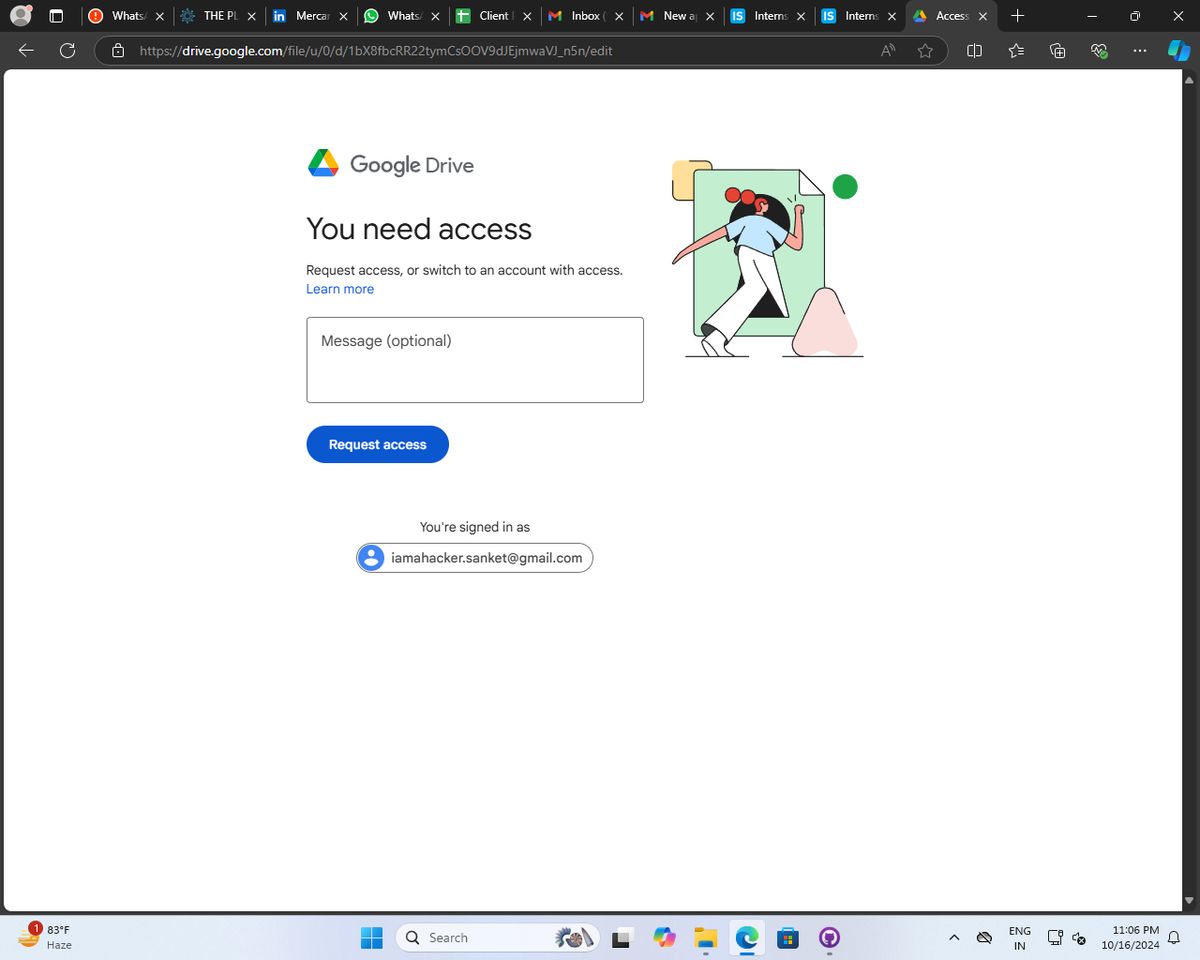 WhatsA
THE PL
Mercar
WhatsA
Client
Inbox (
New a
Interns
Interns
Access
https://drive.google.com/file/u/0/d/1bX8fbcRR22tymCsOOV9dJEjmwaVJ_n5n/edit
Google Drive
You need access
Request access, or switch to an account with access.
Learn more
Message (optional)
Request access
You're signed in as
iamahacker.sanket@gmail.com
1
83°F
Haze
Search
ENG
IN
11:06 PM
10/16/2024